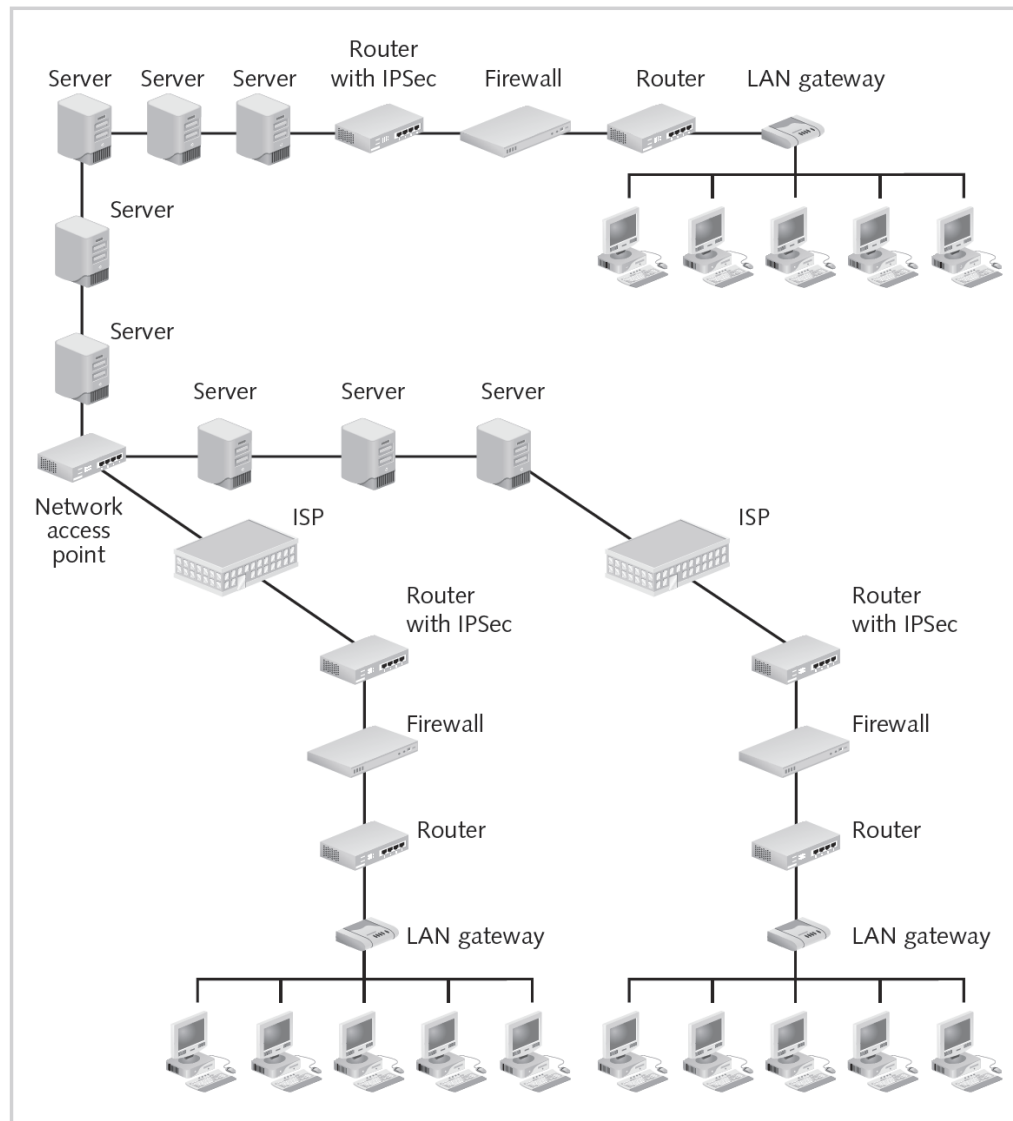 Router
with IPSec
Server
Server
Server
Firewall
Router
LAN gateway
Server
Server
Server
Server
Server
Network
access
point
ISP
ISP
Router
with IPSec
Router
with IPSec
Firewall
Firewall
Router
Router
LAN gateway
LAN gateway